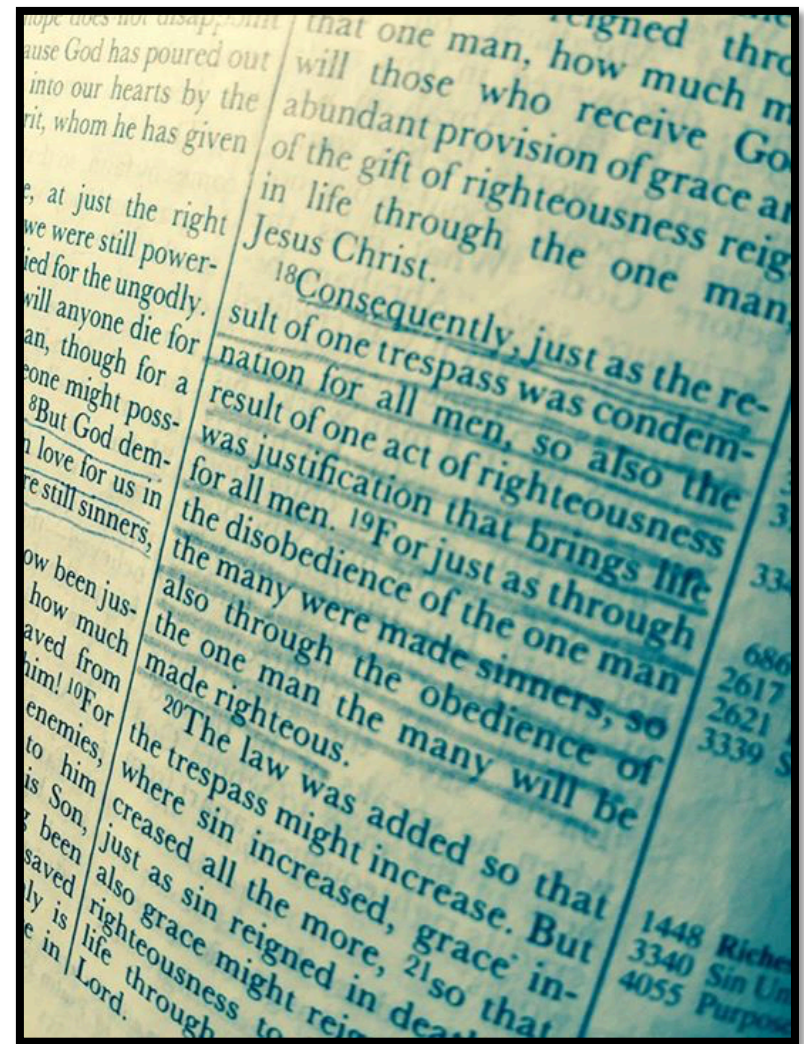 hope does not
ause God has poured out
into our hearts by the
rit, whom he has given
e, at just the right
we were still power-
ied for the ungodly.
will anyone die for
an, though for a
eone might poss-
8But God dem-
n love for us in
re still sinners,
ow been jus-
how much
aved from
him! 10For
enemies,
to him
is Son,
g been
saved
ly is
e in
reigned thro
that one man, how much m
will those who receive Go
abundant provision of grace a
of the gift of righteousness reig
in life through the one man,
Jesus Christ.
18Consequently, just as the re-
sult of one trespass was condem-
nation for all men, so also the
result of one act of righteousness
was justification that brings life
for all men. 19For just as through
the disobedience of the one man
the many were made sinners, so
also through the obedience of
the one man the many will be
made righteous.
20The law was added so that
the trespass might increase. But
where sin increased, grace in-
creased all the more, 21so that
just as sin reigned in death
also grace might reig
righteousness to
life through
Lord.
334
686
2617
2621
3339 S
1448 Riches
3340 Sin Un
4055 Purpose